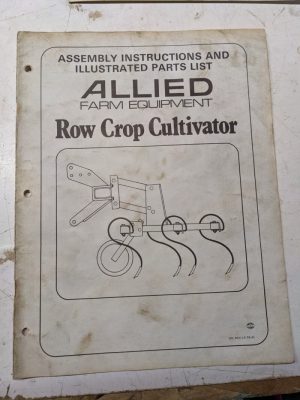 ASSEMBLY INSTRUCTIONS AND
ILLUSTRATED PARTS LIST
ALLIED
FARM EQUIPMENT
Row Crop Cultivator